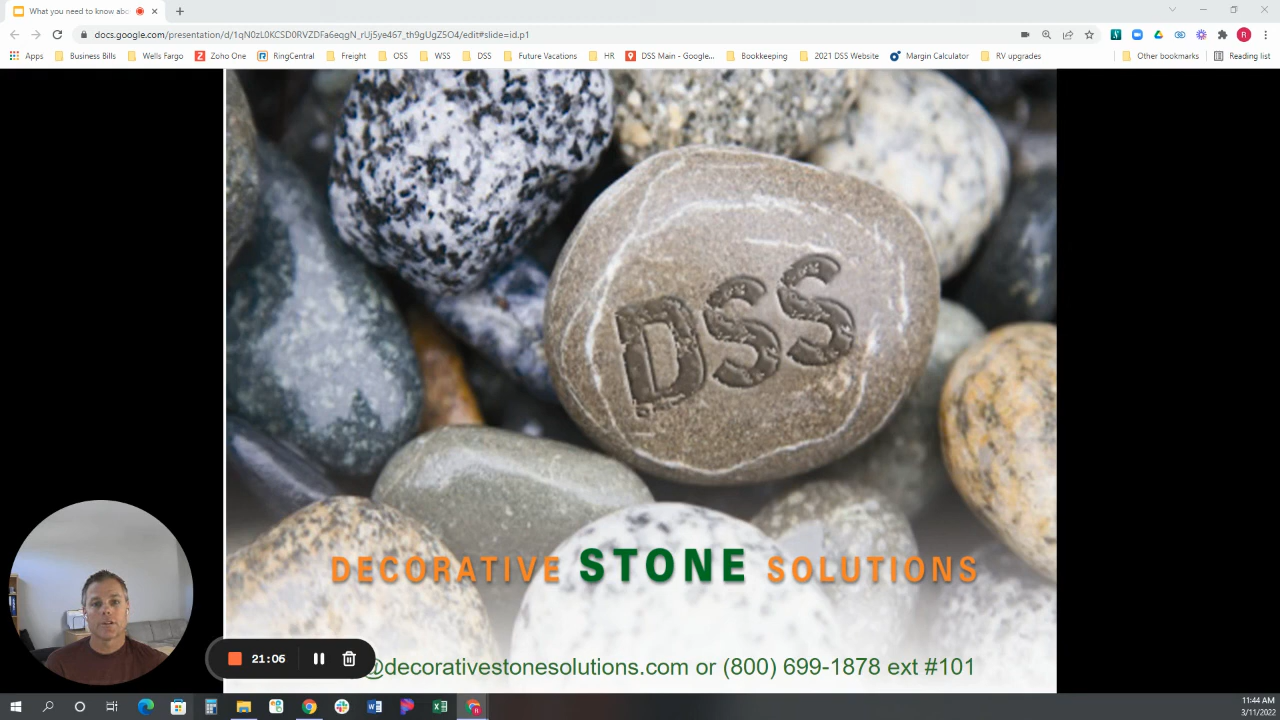 What you need to know abo
docs.google.com/presentation/d/1qN0zL0KCSD0RVZDFa6eqgN_rUj5ye467_th9gUgZ5O4/edit#slide=id.p1
Apps Business Bills Wells Fargo Zoho One RingCentral Freight OSS WSS DSS Future Vacations HR DSS Main - Google... Bookkeeping 2021 DSS Website Margin Calculator RV upgrades Other bookmarks Reading list
DSS
DECORATIVE STONE SOLUTIONS
21:06
@decorativestonesolutions.com or (800) 699-1878 ext #101
11:44 AM
3/11/2022